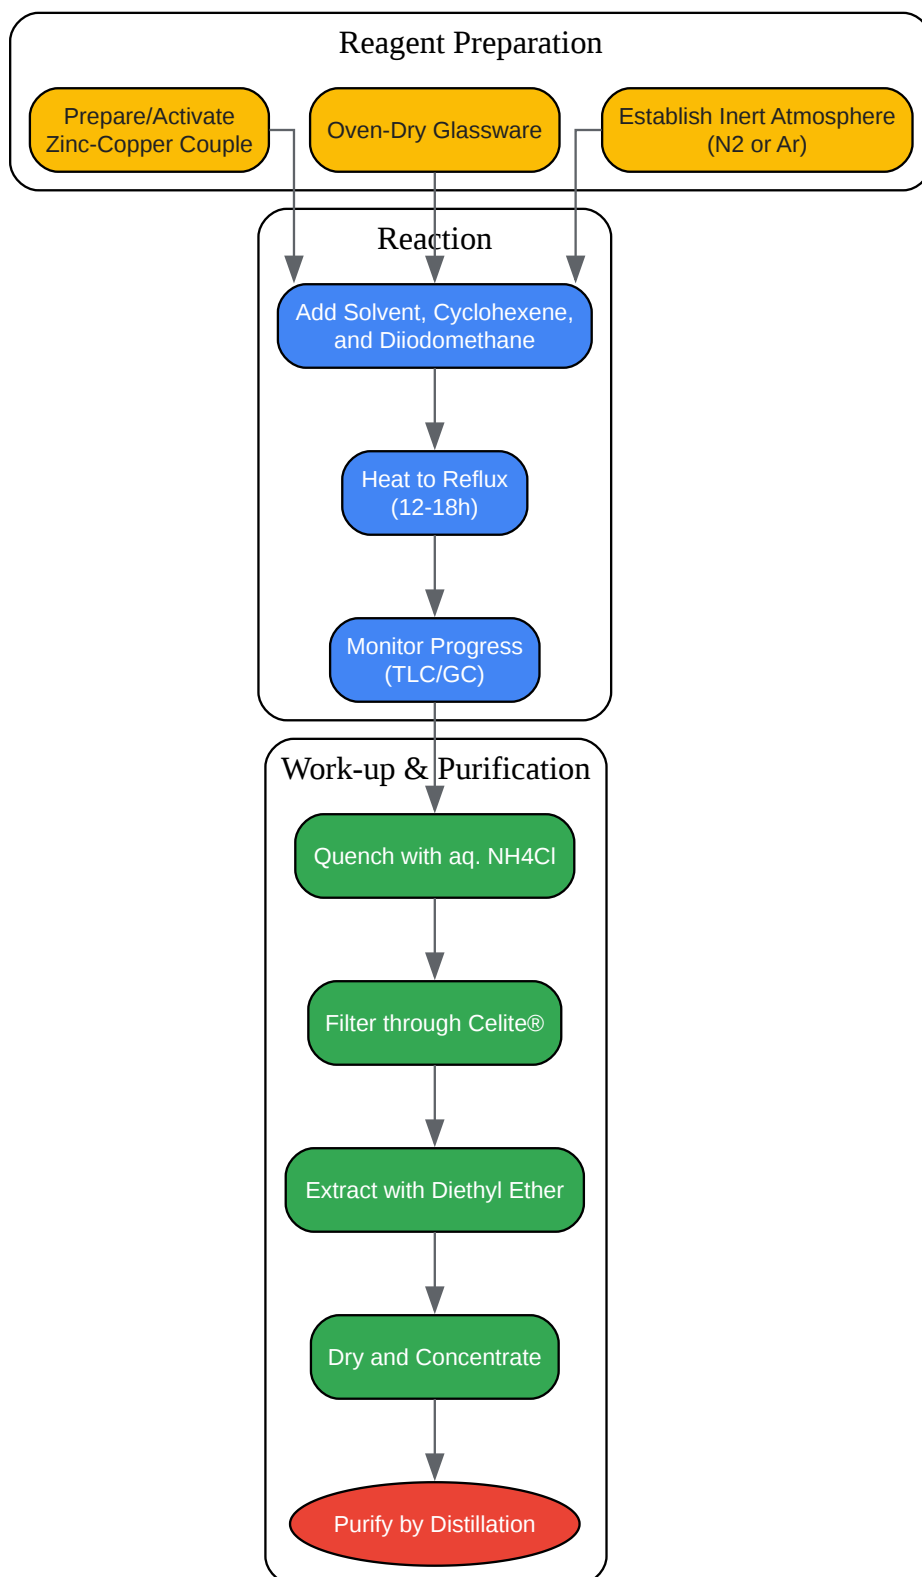 Reagent Preparation
Prepare/Activate
Zinc-Copper Couple
Oven-Dry Glassware
Establish Inert Atmosphere
(N2 or Ar)
Reaction
Add Solvent, Cyclohexene,
and Diiodomethane
Heat to Reflux
(12-18h)
Monitor Progress
(TLC/GC)
Work-up & Purification
Quench with aq. NH4Cl
Filter through Celite®
Extract with Diethyl Ether
Dry and Concentrate
Purify by Distillation